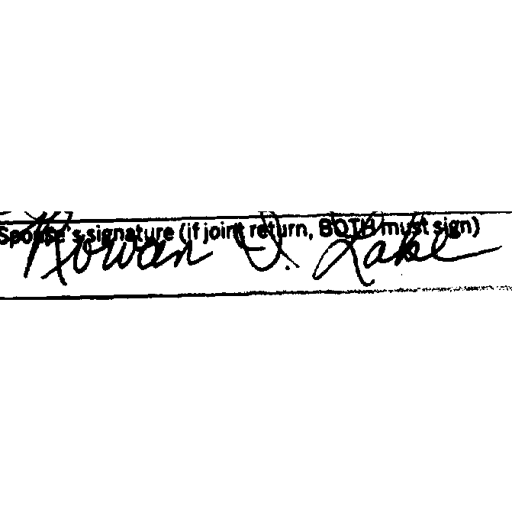 Spouse's signature (if joint return, BOTH must sign)
Rowan D. Lake